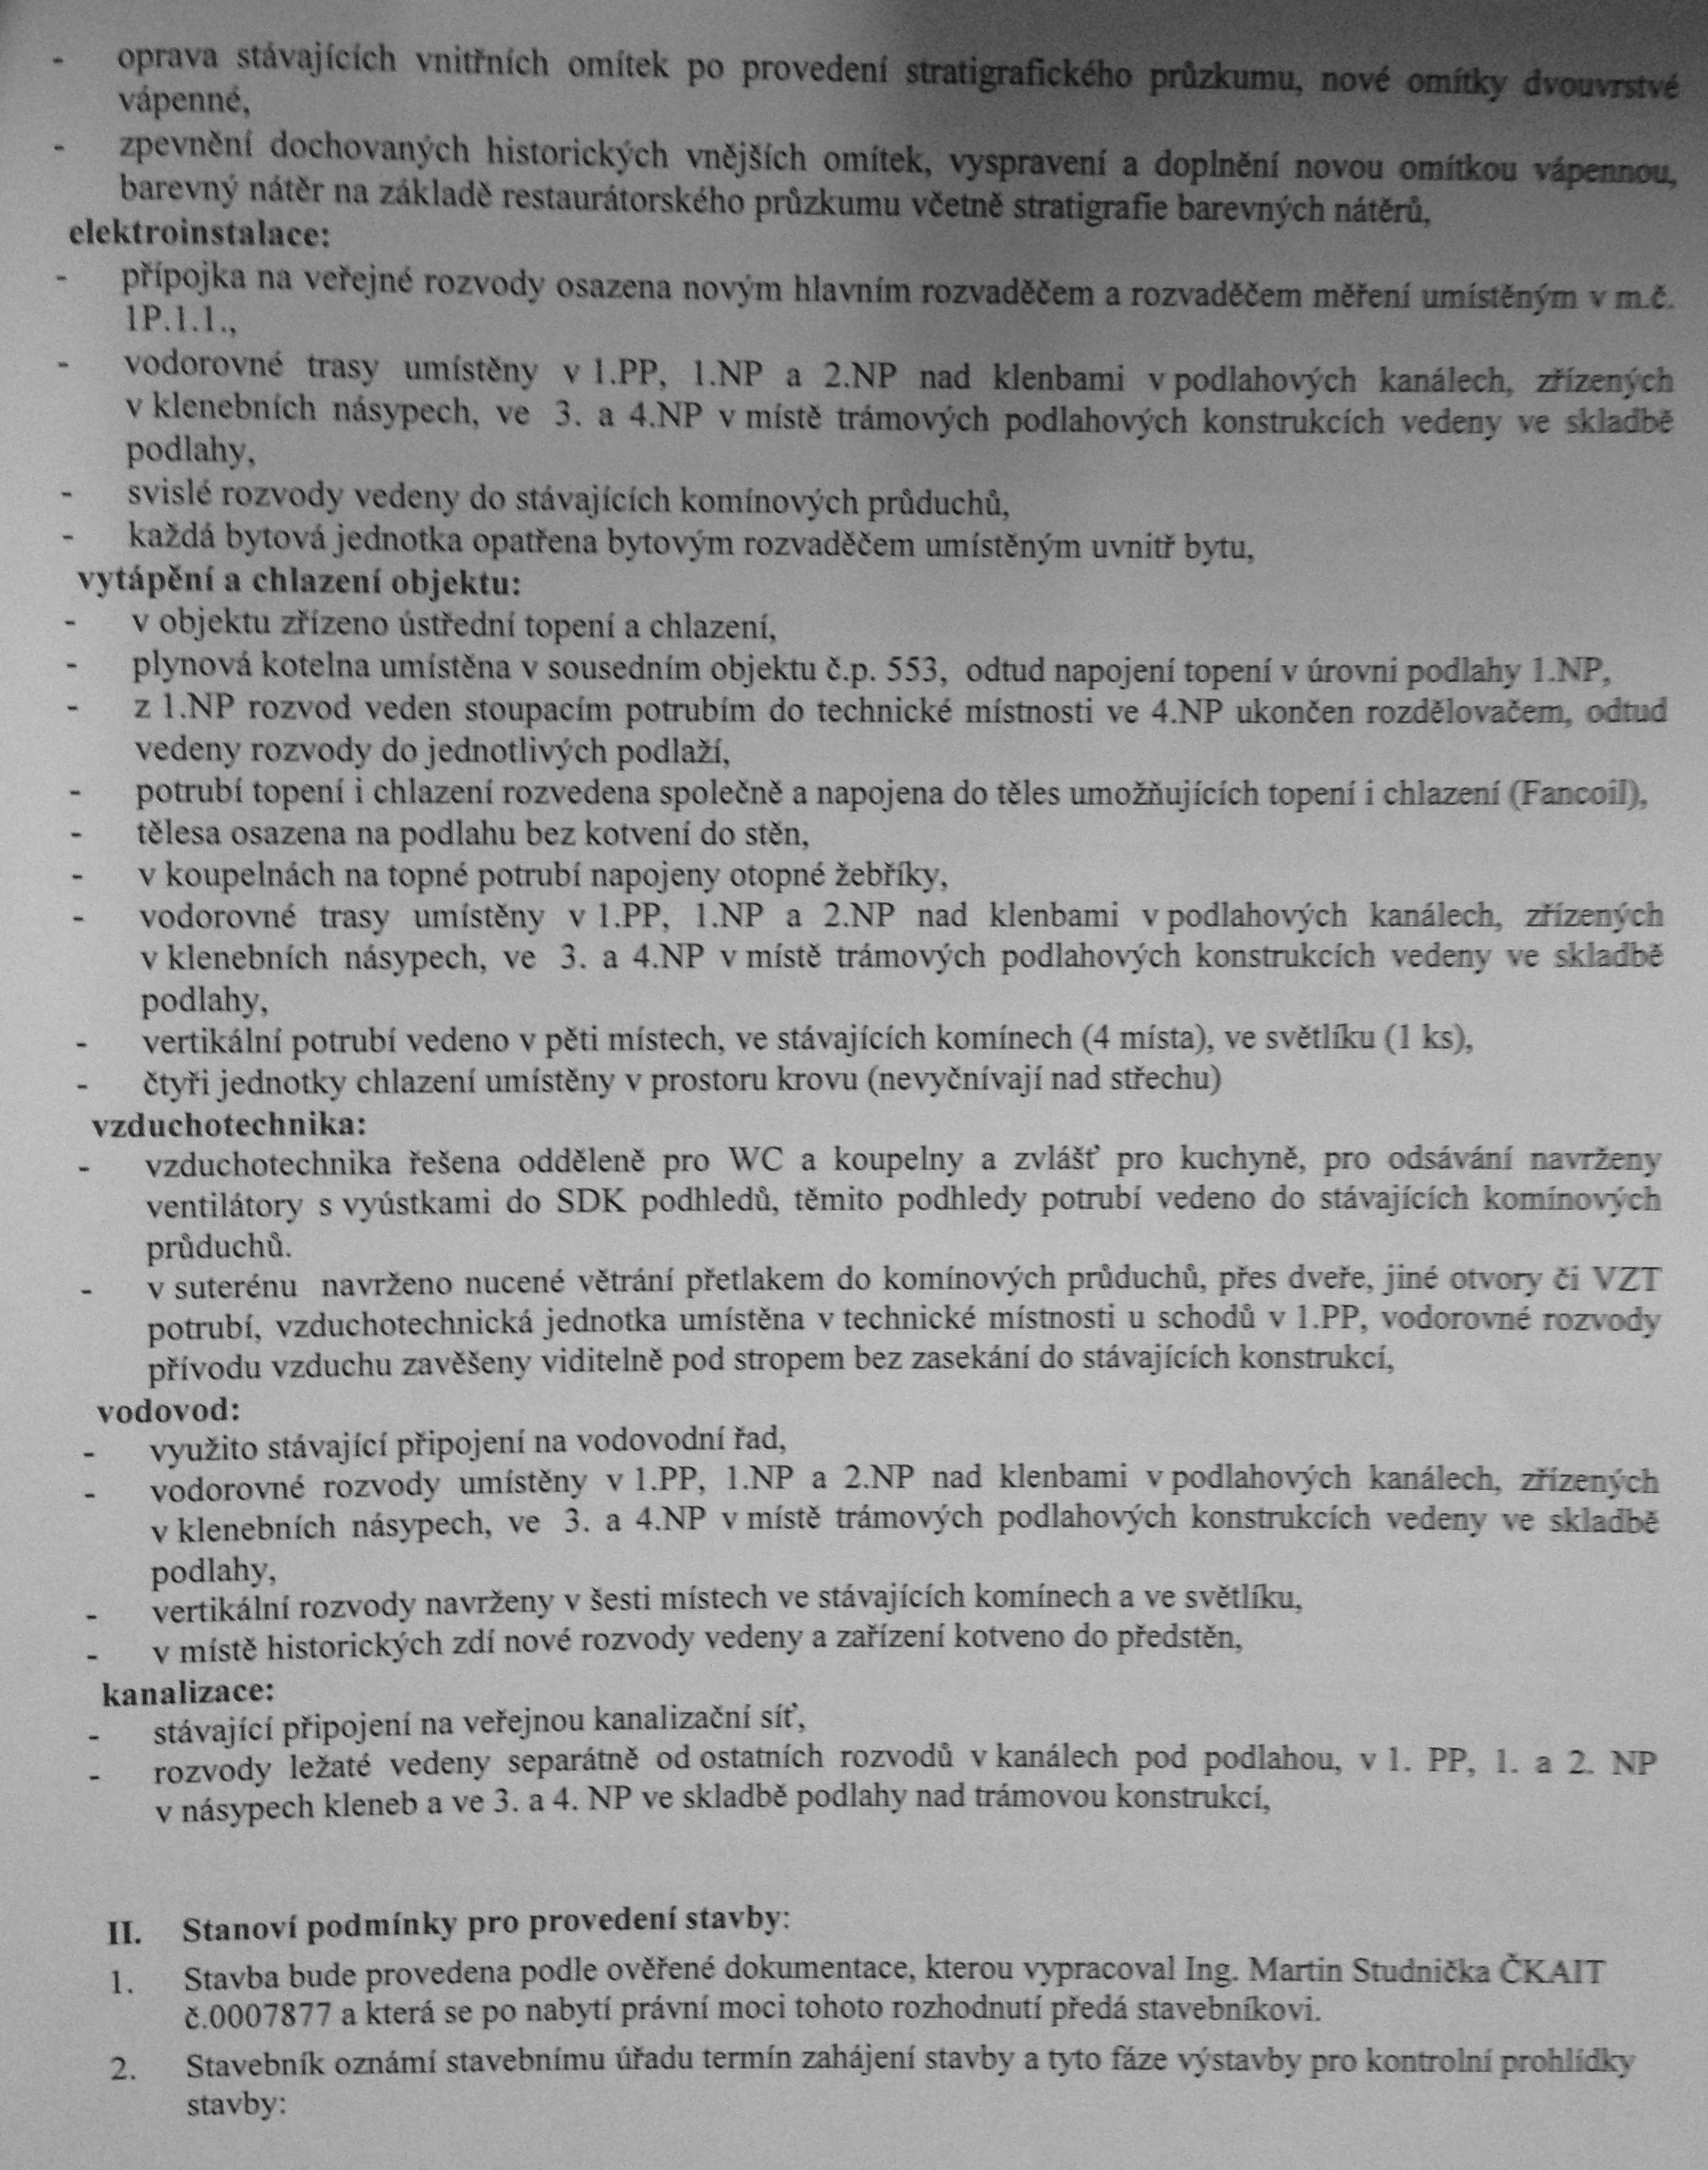 - oprava stávajících vnitřních omítek po provedení stratigrafického průzkumu, nové omítky dvouvrstvé
vápenné,
- zpevnění dochovaných historických vnějších omítek, vyspravení a doplnění novou omítkou vápennou,
barevný nátěr na základě restaurátorského průzkumu včetně stratigrafie barevných nátěrů,
elektroinstalace:
- přípojka na veřejné rozvody osazena novým hlavním rozvaděčem a rozvaděčem měření umístěným v m.č.
1P.1.1.,
- vodorovné trasy umístěny v 1.PP, 1.NP a 2.NP nad klenbami v podlahových kanálech, zřízených
v klenebních násypech, ve 3. a 4.NP v místě trámových podlahových konstrukcích vedeny ve skladbě
podlahy,
- svislé rozvody vedeny do stávajících komínových průduchů,
- každá bytová jednotka opatřena bytovým rozvaděčem umístěným uvnitř bytu,
vytápění a chlazení objektu:
- v objektu zřízeno ústřední topení a chlazení,
- plynová kotelna umístěna v sousedním objektu č.p. 553, odtud napojení topení v úrovni podlahy 1.NP,
- z 1.NP rozvod veden stoupacím potrubím do technické místnosti ve 4.NP ukončen rozdělovačem, odtud
vedeny rozvody do jednotlivých podlaží,
- potrubí topení i chlazení rozvedena společně a napojena do těles umožňujících topení i chlazení (Fancoil),
- tělesa osazena na podlahu bez kotvení do stěn,
- v koupelnách na topné potrubí napojeny otopné žebříky,
- vodorovné trasy umístěny v 1.PP, 1.NP a 2.NP nad klenbami v podlahových kanálech, zřízených
v klenebních násypech, ve 3. a 4.NP v místě trámových podlahových konstrukcích vedeny ve skladbě
podlahy,
- vertikální potrubí vedeno v pěti místech, ve stávajících komínech (4 místa), ve světlíku (1 ks),
- čtyři jednotky chlazení umístěny v prostoru krovu (nevyčnívají nad střechu)
vzduchotechnika:
- vzduchotechnika řešena odděleně pro WC a koupelny a zvlášť pro kuchyně, pro odsávání navrženy
ventilátory s vyústkami do SDK podhledů, těmito podhledy potrubí vedeno do stávajících komínových
průduchů.
- v suterénu navrženo nucené větrání přetlakem do komínových průduchů, přes dveře, jiné otvory či VZT
potrubí, vzduchotechnická jednotka umístěna v technické místnosti u schodů v 1.PP, vodorovné rozvody
přívodu vzduchu zavěšeny viditelně pod stropem bez zasekání do stávajících konstrukcí,
vodovod:
- využito stávající připojení na vodovodní řad,
- vodorovné rozvody umístěny v 1.PP, 1.NP a 2.NP nad klenbami v podlahových kanálech, zřízených
v klenebních násypech, ve 3. a 4.NP v místě trámových podlahových konstrukcích vedeny ve skladbě
podlahy,
- vertikální rozvody navrženy v šesti místech ve stávajících komínech a ve světlíku,
- v místě historických zdí nové rozvody vedeny a zařízení kotveno do předstěn,
kanalizace:
- stávající připojení na veřejnou kanalizační síť,
- rozvody ležaté vedeny separátně od ostatních rozvodů v kanálech pod podlahou, v 1. PP, 1. a 2. NP
v násypech kleneb a ve 3. a 4. NP ve skladbě podlahy nad trámovou konstrukcí,
II. Stanoví podmínky pro provedení stavby:
1. Stavba bude provedena podle ověřené dokumentace, kterou vypracoval Ing. Martin Studnička ČKAIT
č.0007877 a která se po nabytí právní moci tohoto rozhodnutí předá stavebníkovi.
2. Stavebník oznámí stavebnímu úřadu termín zahájení stavby a tyto fáze výstavby pro kontrolní prohlídky
stavby: